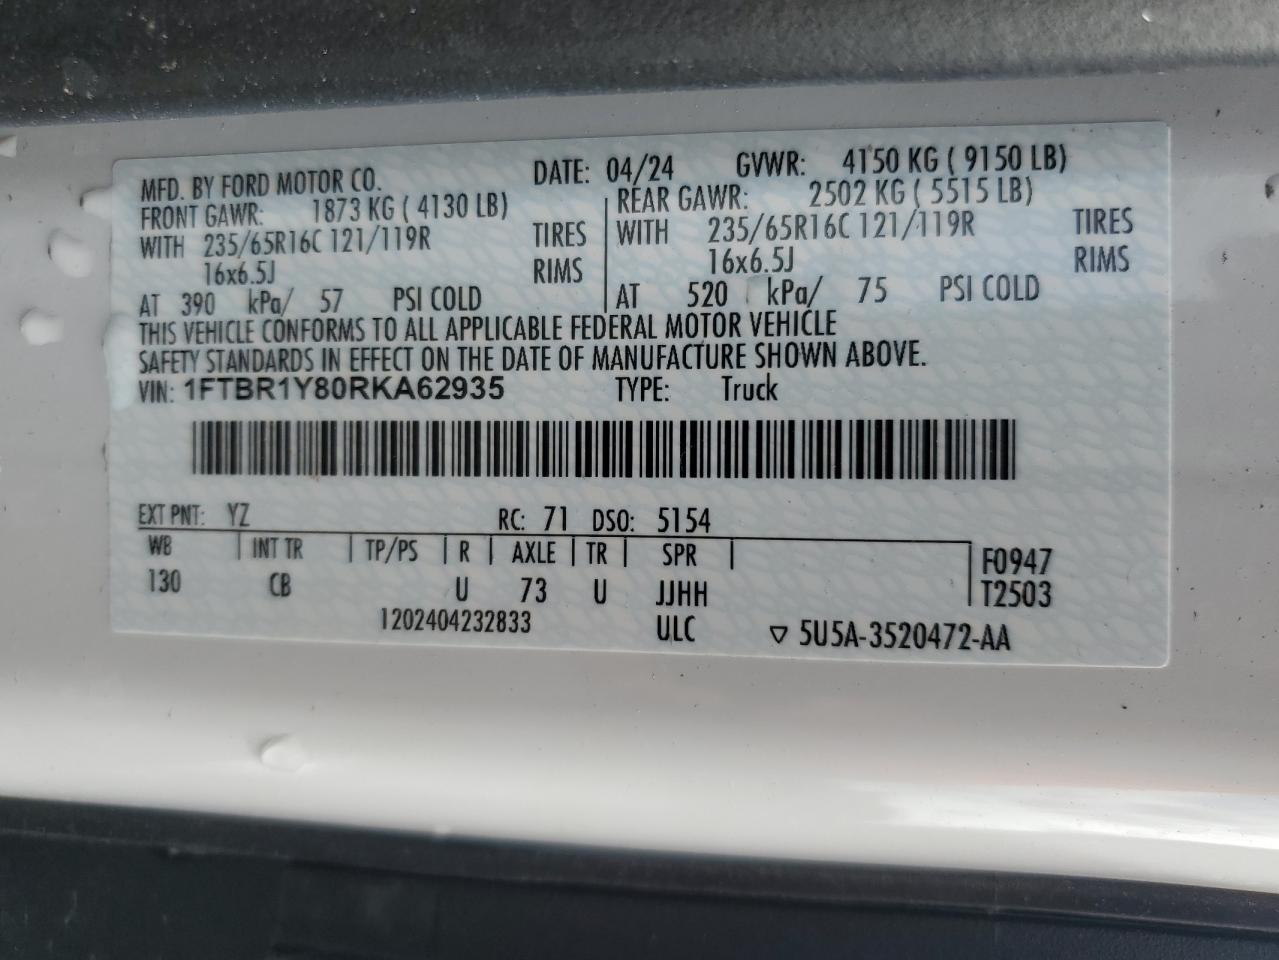 MFD. BY FORD MOTOR CO. DATE: 04/24 GVWR: 4150 KG ( 9150 LB)
FRONT GAWR: 1873 KG ( 4130 LB) REAR GAWR: 2502 KG ( 5515 LB)
WITH 235/65R16C 121/119R TIRES WITH 235/65R16C 121/119R TIRES
16x6.5J RIMS 16x6.5J RIMS
AT 390 kPa/ 57 PSI COLD AT 520 kPa/ 75 PSI COLD
THIS VEHICLE CONFORMS TO ALL APPLICABLE FEDERAL MOTOR VEHICLE
SAFETY STANDARDS IN EFFECT ON THE DATE OF MANUFACTURE SHOWN ABOVE.
VIN: 1FTBR1Y80RKA62935 TYPE: Truck
EXT PNT: YZ RC: 71 DSO: 5154
WB INT TR TP/PS R AXLE TR SPR F0947
130 CB U 73 U JJHH T2503
1202404232833 ULC ▽ 5U5A-3520472-AA